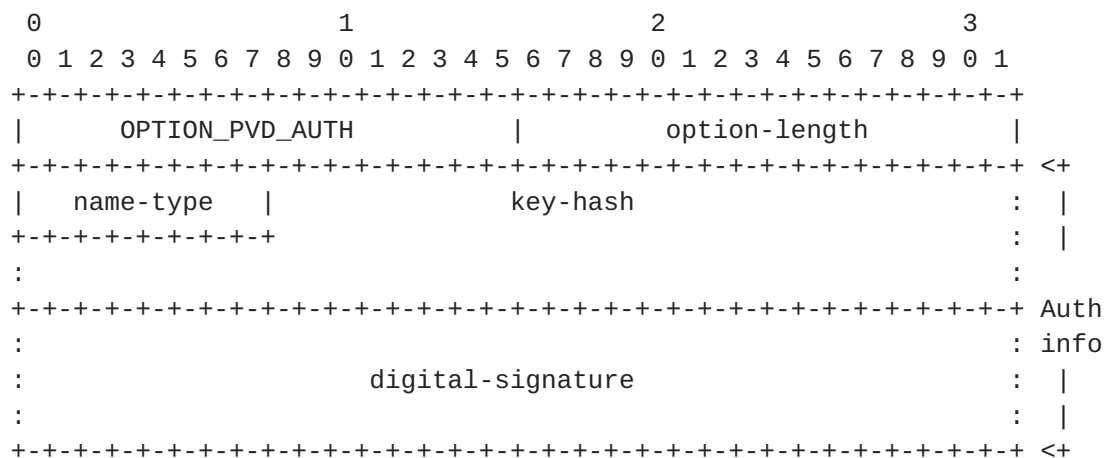 0                   1                   2                   3
 0 1 2 3 4 5 6 7 8 9 0 1 2 3 4 5 6 7 8 9 0 1 2 3 4 5 6 7 8 9 0 1
+-+-+-+-+-+-+-+-+-+-+-+-+-+-+-+-+-+-+-+-+-+-+-+-+-+-+-+-+-+-+-+-+
|      OPTION_PVD_AUTH          |         option-length         |
+-+-+-+-+-+-+-+-+-+-+-+-+-+-+-+-+-+-+-+-+-+-+-+-+-+-+-+-+-+-+-+-+ <+
|   name-type   |               key-hash                        :  |
+-+-+-+-+-+-+-+-+                                               :  |
:                                                               :
+-+-+-+-+-+-+-+-+-+-+-+-+-+-+-+-+-+-+-+-+-+-+-+-+-+-+-+-+-+-+-+-+ Auth
:                                                               : info
:                      digital-signature                        :  |
:                                                               :  |
+-+-+-+-+-+-+-+-+-+-+-+-+-+-+-+-+-+-+-+-+-+-+-+-+-+-+-+-+-+-+-+-+ <+